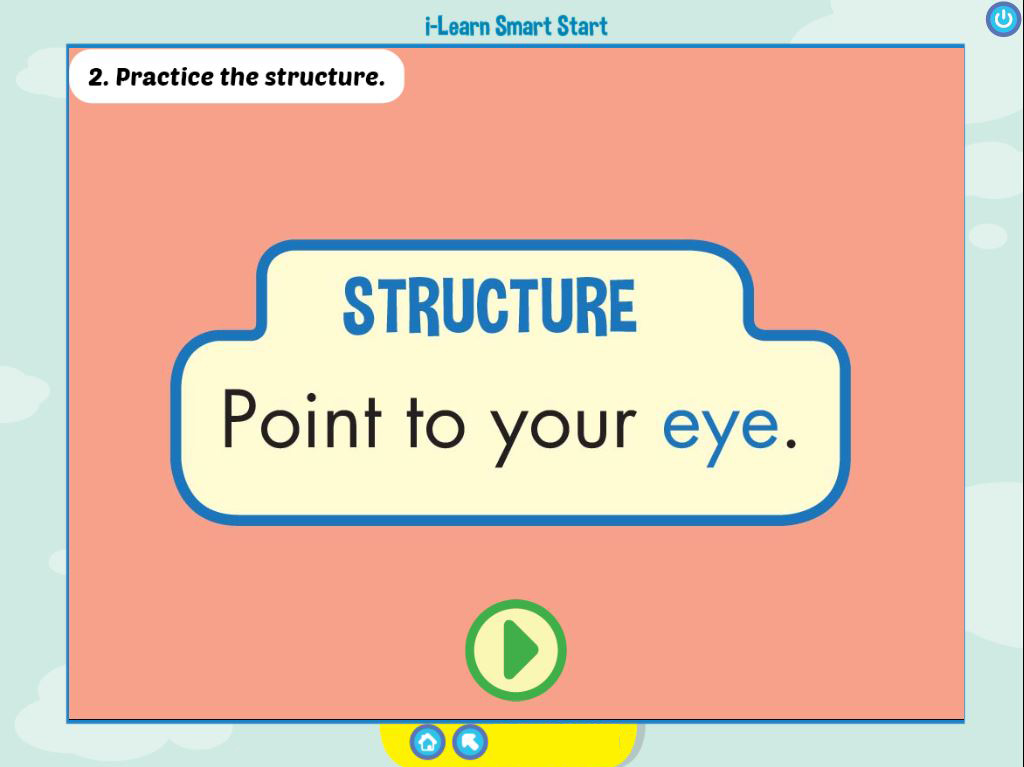 i-Learn Smart Start
2. Practice the structure.
STRUCTURE
Point to your eye.